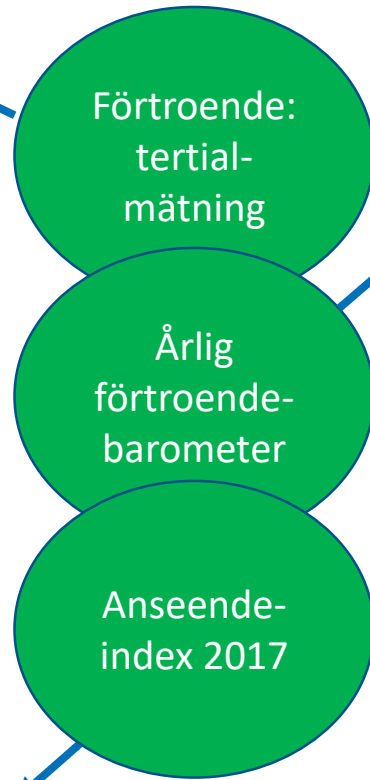 Förtroende:
tertial-
mätning
Årlig
förtroende-
barometer
Anseende-
index 2017